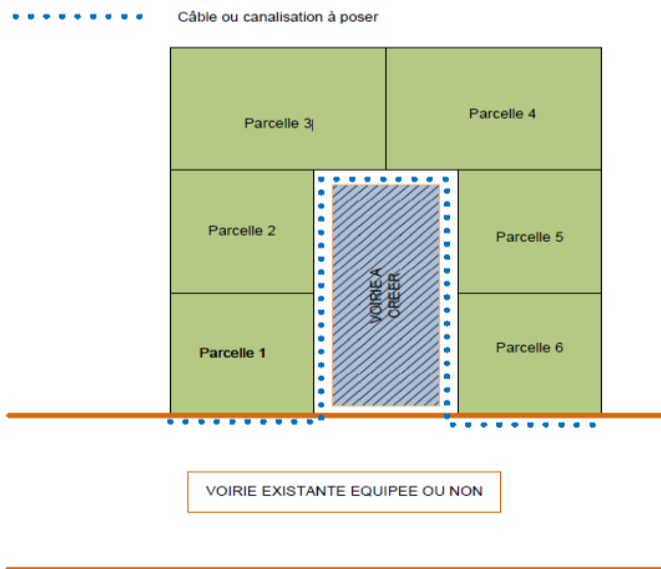 Câble ou canalisation à poser
Parcelle 3
Parcelle 4
Parcelle 2
Parcelle 5
VOIRIE A
CREER
Parcelle 1
Parcelle 6
VOIRIE EXISTANTE EQUIPEE OU NON